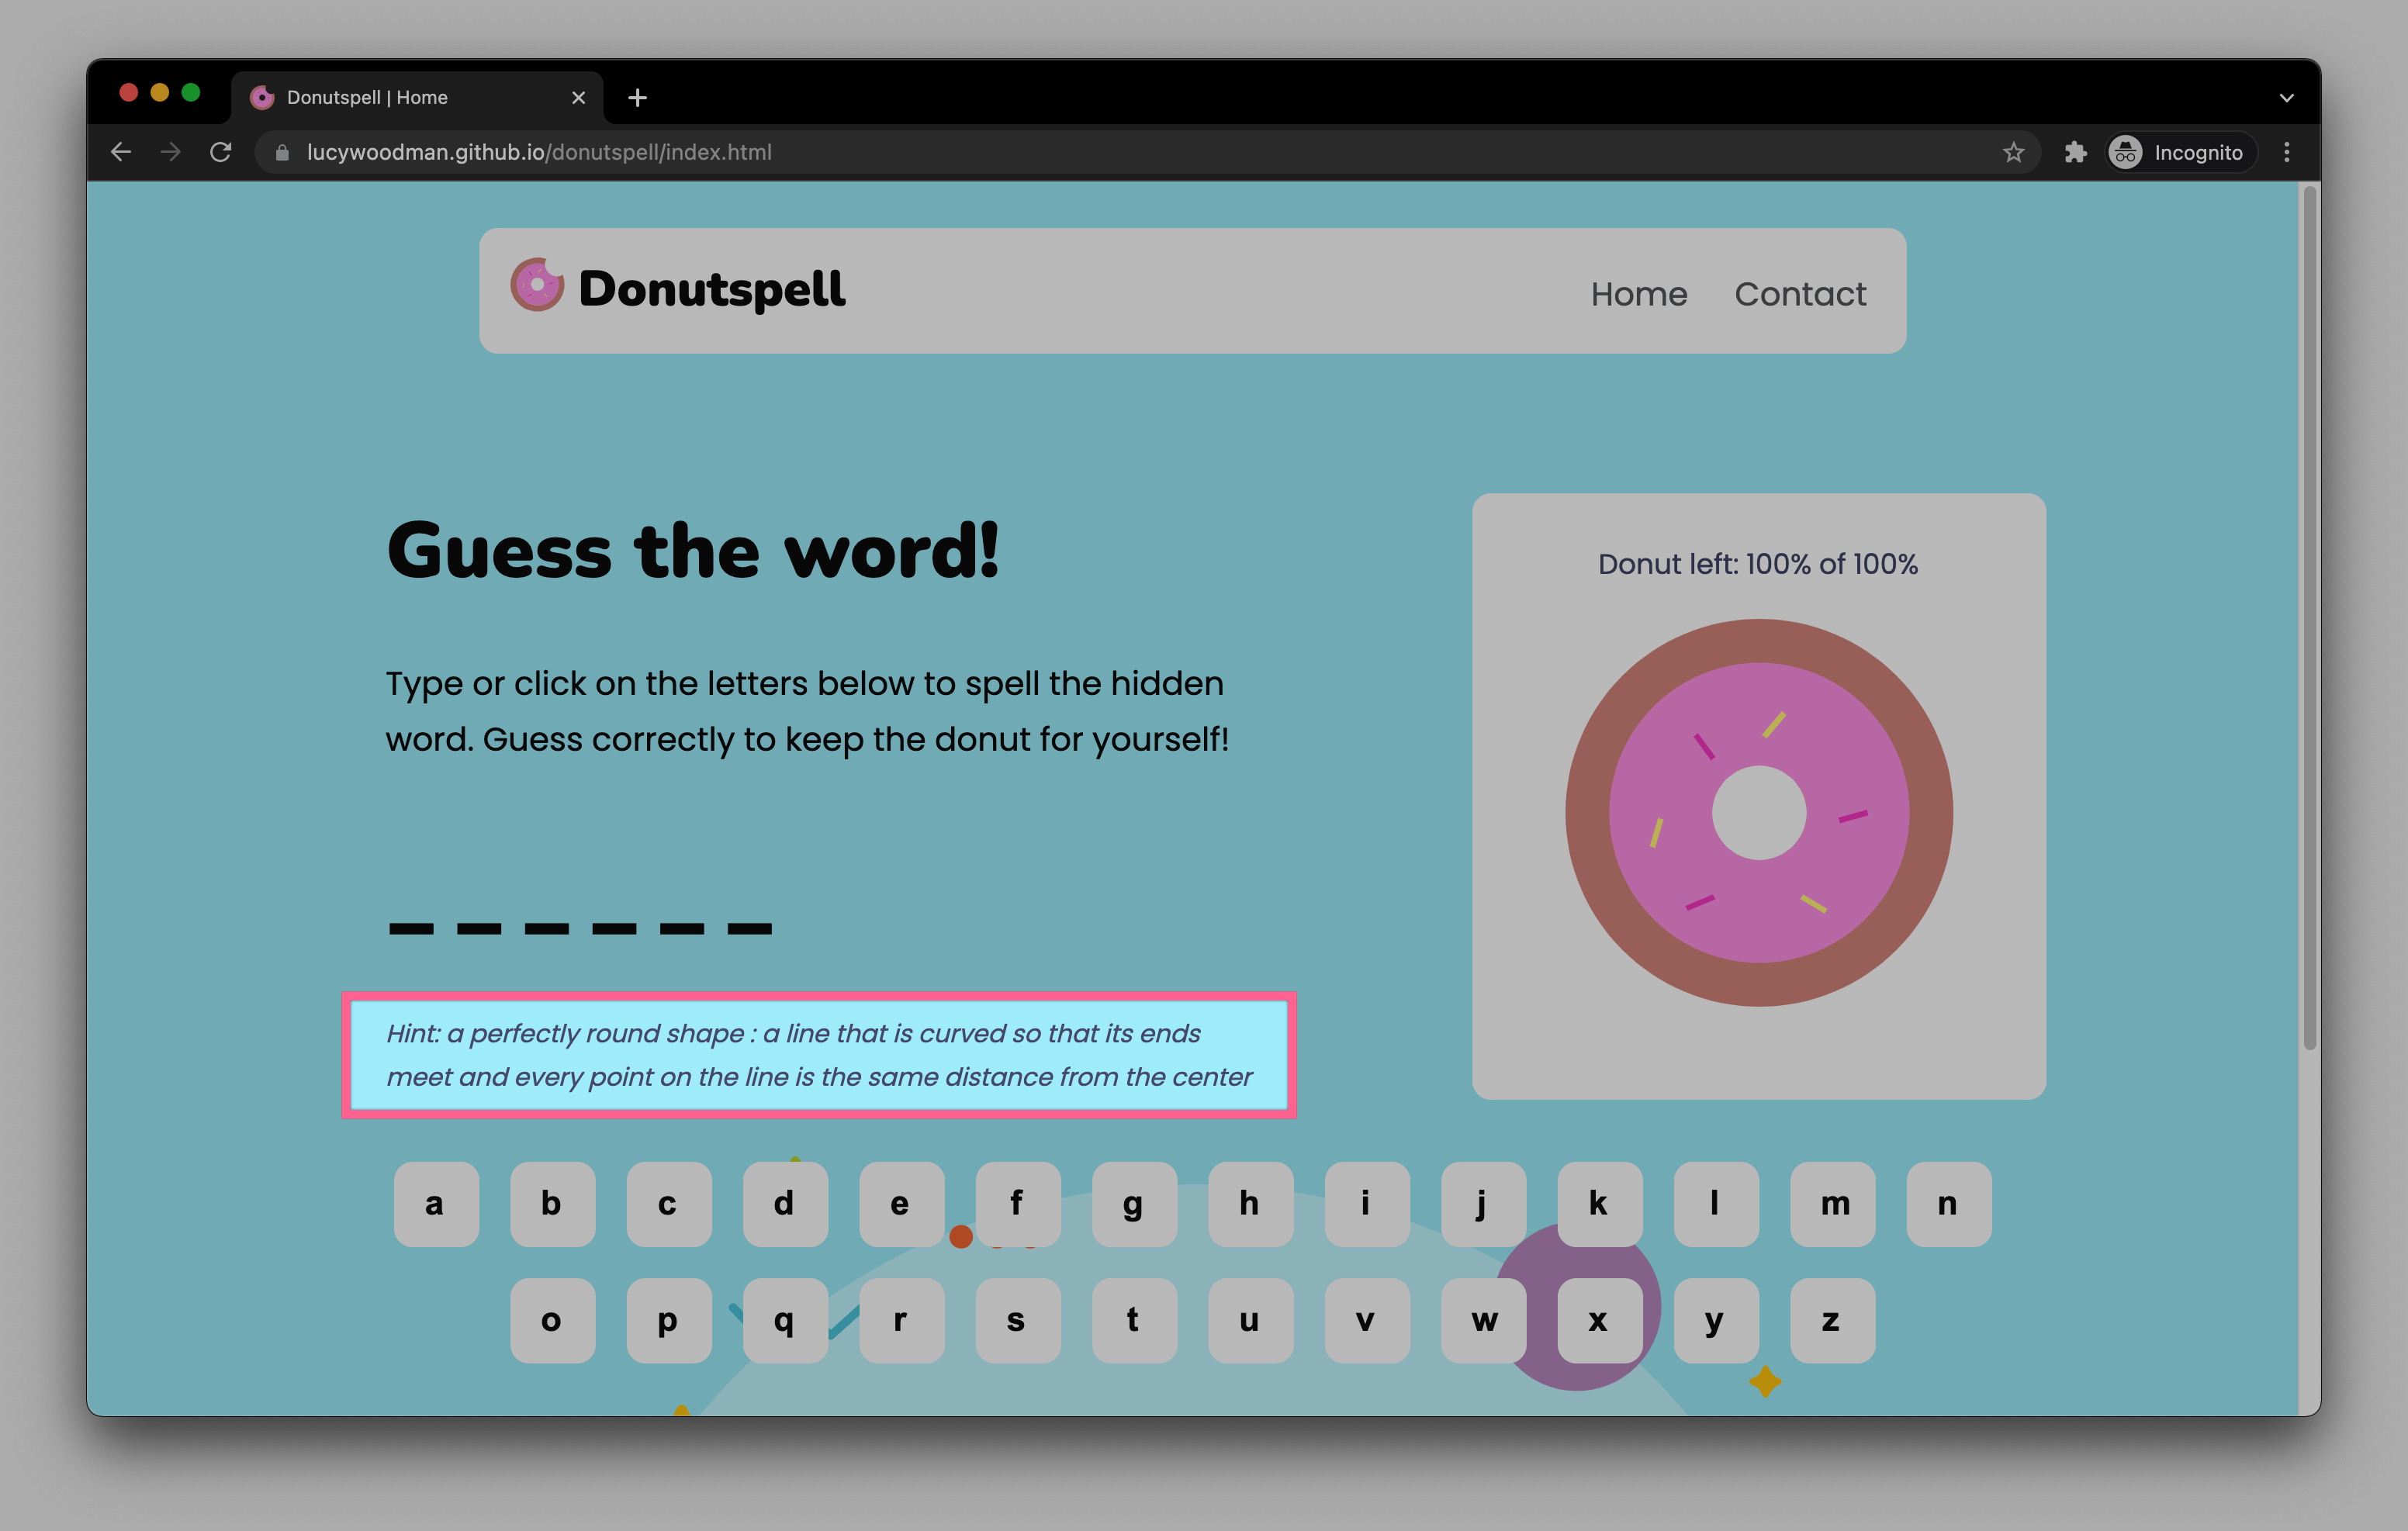 Donutspell | Home
lucywoodman.github.io/donutspell/index.html
Incognito
Donutspell
Home Contact
Guess the word!
Donut left: 100% of 100%
Type or click on the letters below to spell the hidden
word. Guess correctly to keep the donut for yourself!
_ _ _ _ _ _
Hint: a perfectly round shape : a line that is curved so that its ends
meet and every point on the line is the same distance from the center
a b c d e f g h i j k l m n
o p q r s t u v w x y z